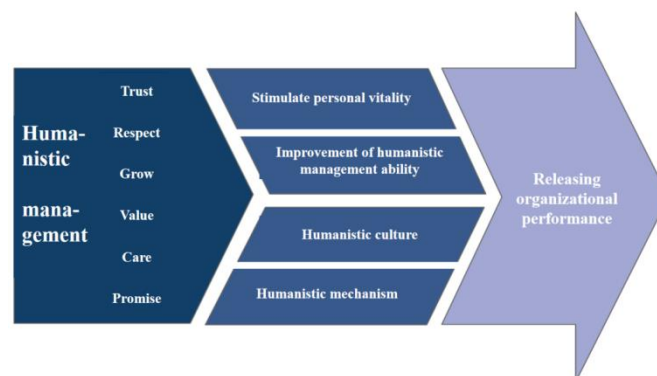 Huma-
nistic
mana-
gement
Trust
Respect
Grow
Value
Care
Promise
Stimulate personal vitality
Improvement of humanistic
management ability
Humanistic culture
Humanistic mechanism
Releasing
organizational
performance